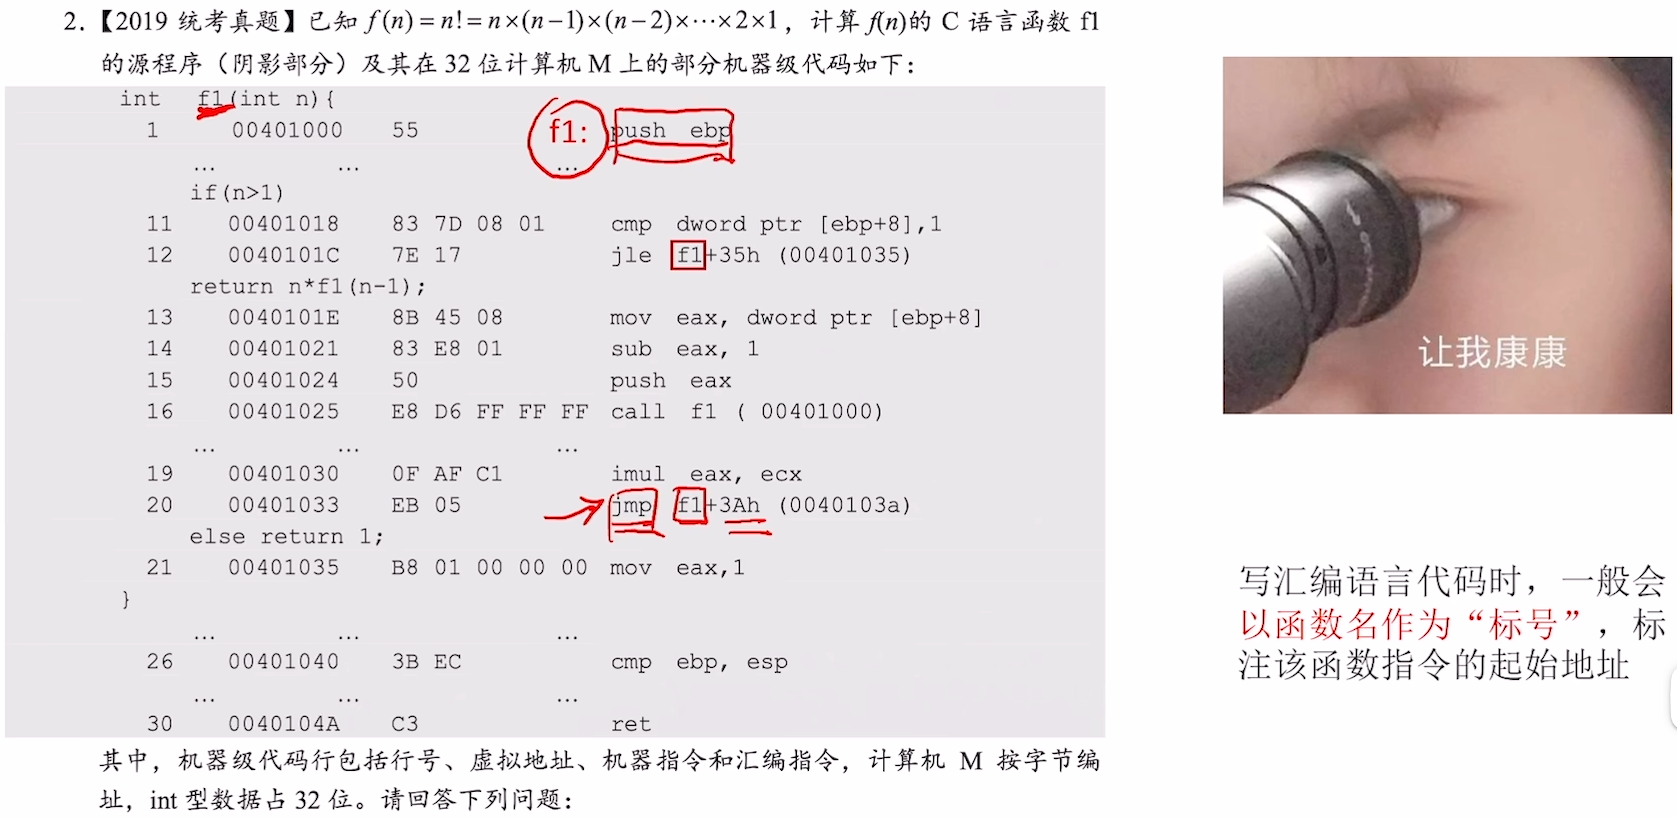 2.【2019 统考真题】已知 f(n)=n!=n×(n−1)×(n−2)×⋯×2×1，计算 f(n)的 C 语言函数 f1
的源程序（阴影部分）及其在 32 位计算机 M 上的部分机器级代码如下：
int f1(int n){
1 00401000 55 f1: push ebp
... ... ...
if(n>1)
11 00401018 83 7D 08 01 cmp dword ptr [ebp+8],1
12 0040101C 7E 17 jle f1+35h (00401035)
return n*f1(n-1);
13 0040101E 8B 45 08 mov eax, dword ptr [ebp+8]
14 00401021 83 E8 01 sub eax, 1
15 00401024 50 push eax
16 00401025 E8 D6 FF FF FF call f1 ( 00401000)
... ... ...
19 00401030 0F AF C1 imul eax, ecx
20 00401033 EB 05 jmp f1+3Ah (0040103a)
else return 1;
21 00401035 B8 01 00 00 00 mov eax,1
}
... ... ...
26 00401040 3B EC cmp ebp, esp
... ... ...
30 0040104A C3 ret
其中，机器级代码行包括行号、虚拟地址、机器指令和汇编指令，计算机 M 按字节编
址，int 型数据占 32 位。请回答下列问题：
让我康康
写汇编语言代码时，一般会
以函数名作为“标号”，标
注该函数指令的起始地址